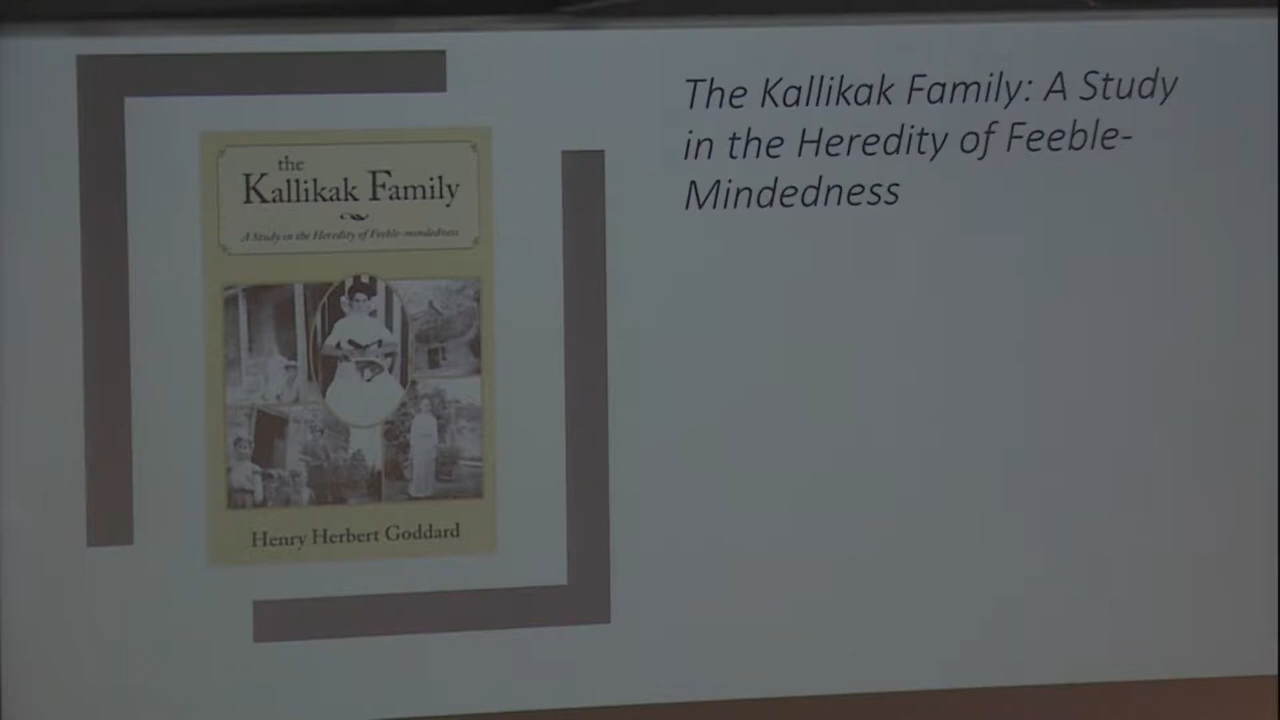 the
Kallikak Family
A Study in the Heredity of Feeble-mindedness
Henry Herbert Goddard
The Kallikak Family: A Study
in the Heredity of Feeble-
Mindedness